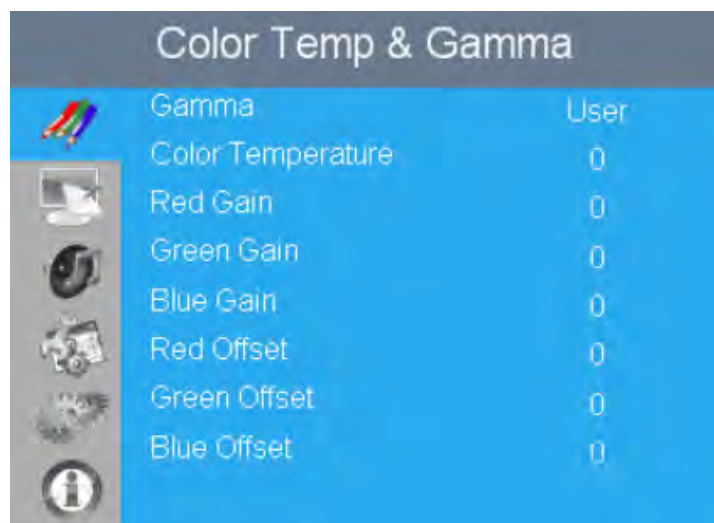 Color Temp & Gamma
Gamma User
Color Temperature 0
Red Gain 0
Green Gain 0
Blue Gain 0
Red Offset 0
Green Offset 0
Blue Offset 0